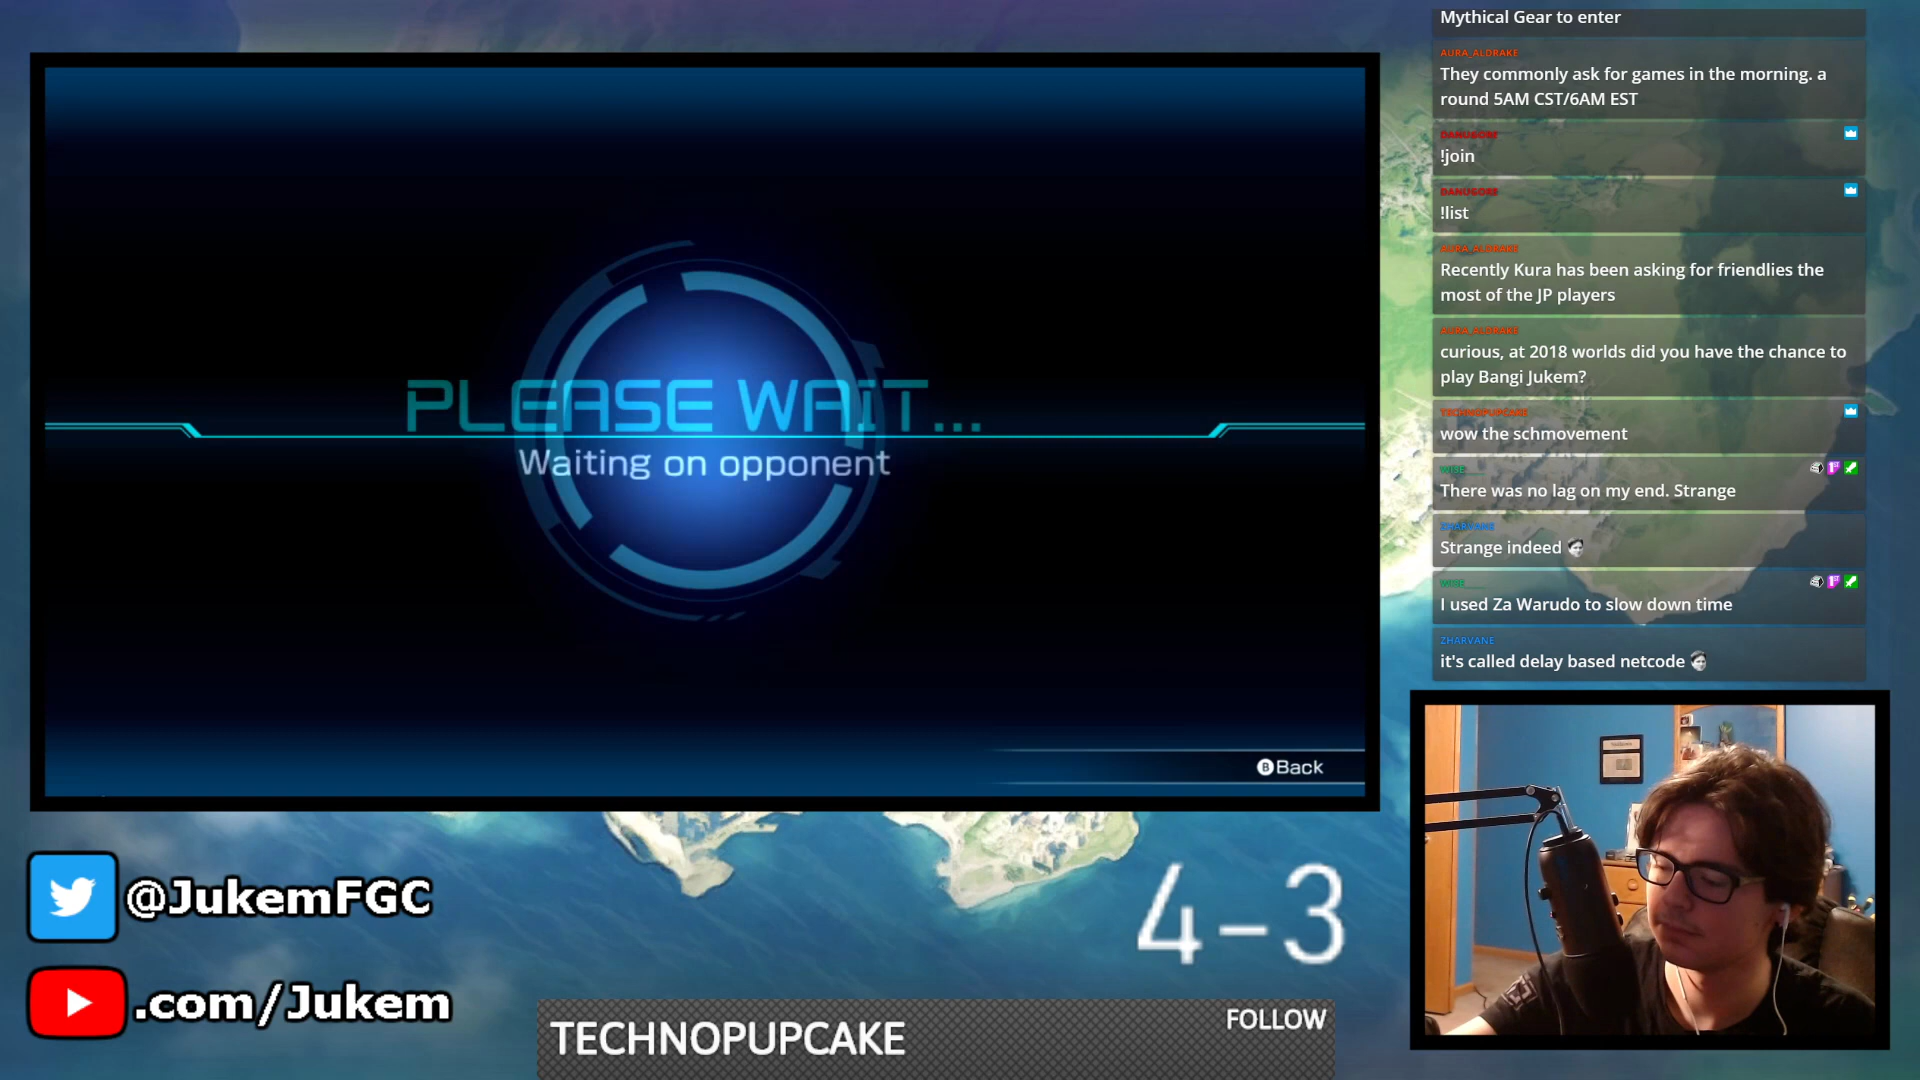 PLEASE WAIT...
Waiting on opponent
B Back
Mythical Gear to enter
AURA_ALDRAKE
They commonly ask for games in the morning. a
round 5AM CST/6AM EST
DANUGORE
!join
DANUGORE
!list
AURA_ALDRAKE
Recently Kura has been asking for friendlies the
most of the JP players
AURA_ALDRAKE
curious, at 2018 worlds did you have the chance to
play Bangi Jukem?
TECHNOPUPCAKE
wow the schmovement
There was no lag on my end. Strange
ZHARVANE
Strange indeed
I used Za Warudo to slow down time
ZHARVANE
it's called delay based netcode
@JukemFGC
.com/Jukem
4-3
TECHNOPUPCAKE
FOLLOW